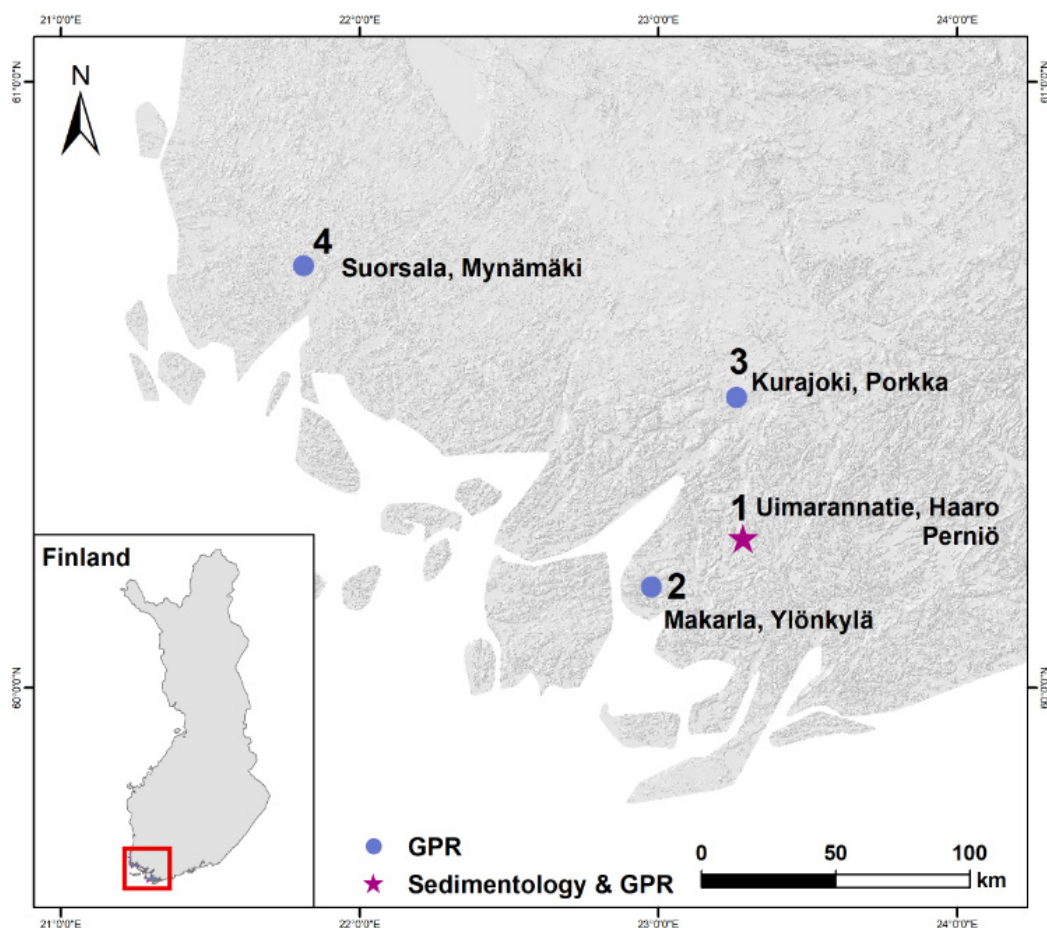 21°0'0"E
22°0'0"E
23°0'0"E
24°0'0"E
61°0'0"N
61°0'0"N
N
4
Suorsala, Mynämäki
3
Kurajoki, Porkka
1
Uimarannatie, Haaro
Perniö
2
Makarla, Ylönkylä
Finland
60°0'0"N
60°0'0"N
GPR
Sedimentology & GPR
0
50
100
km
21°0'0"E
22°0'0"E
23°0'0"E
24°0'0"E